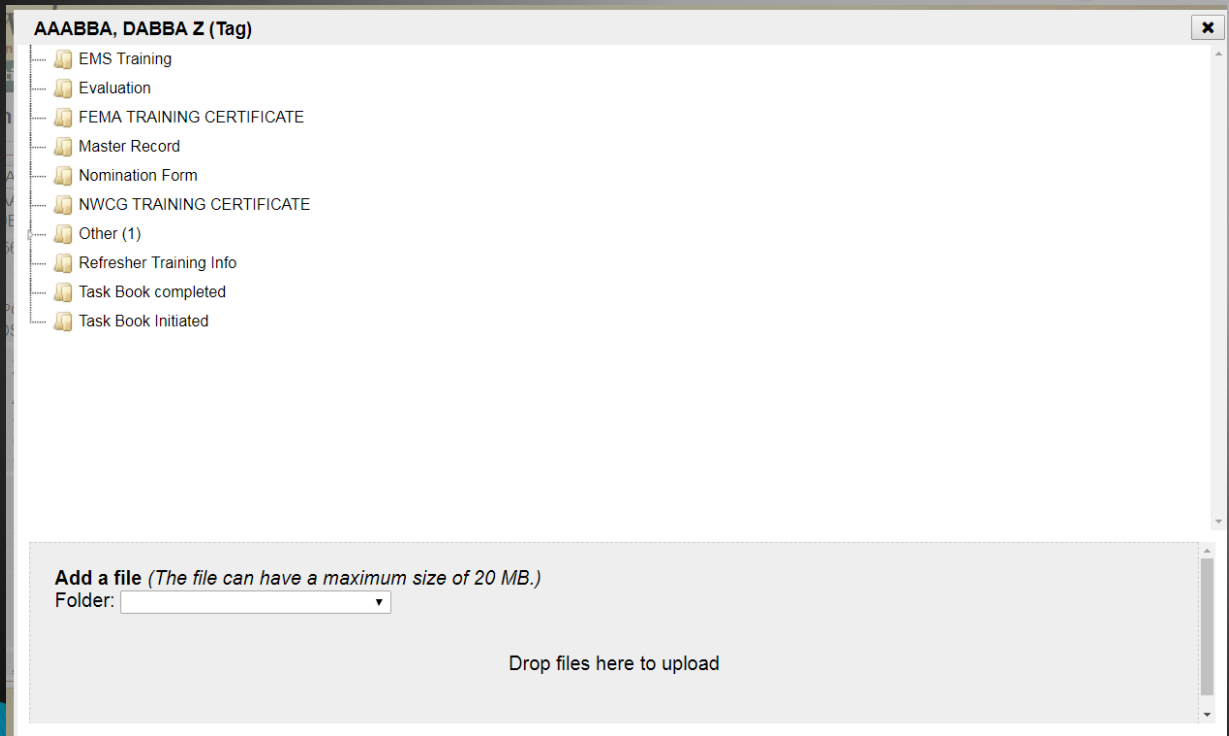 AAABBA, DABBA Z (Tag)
EMS Training
Evaluation
FEMA TRAINING CERTIFICATE
Master Record
Nomination Form
NWCG TRAINING CERTIFICATE
Other (1)
Refresher Training Info
Task Book completed
Task Book Initiated
Add a file (The file can have a maximum size of 20 MB.)
Folder:
Drop files here to upload